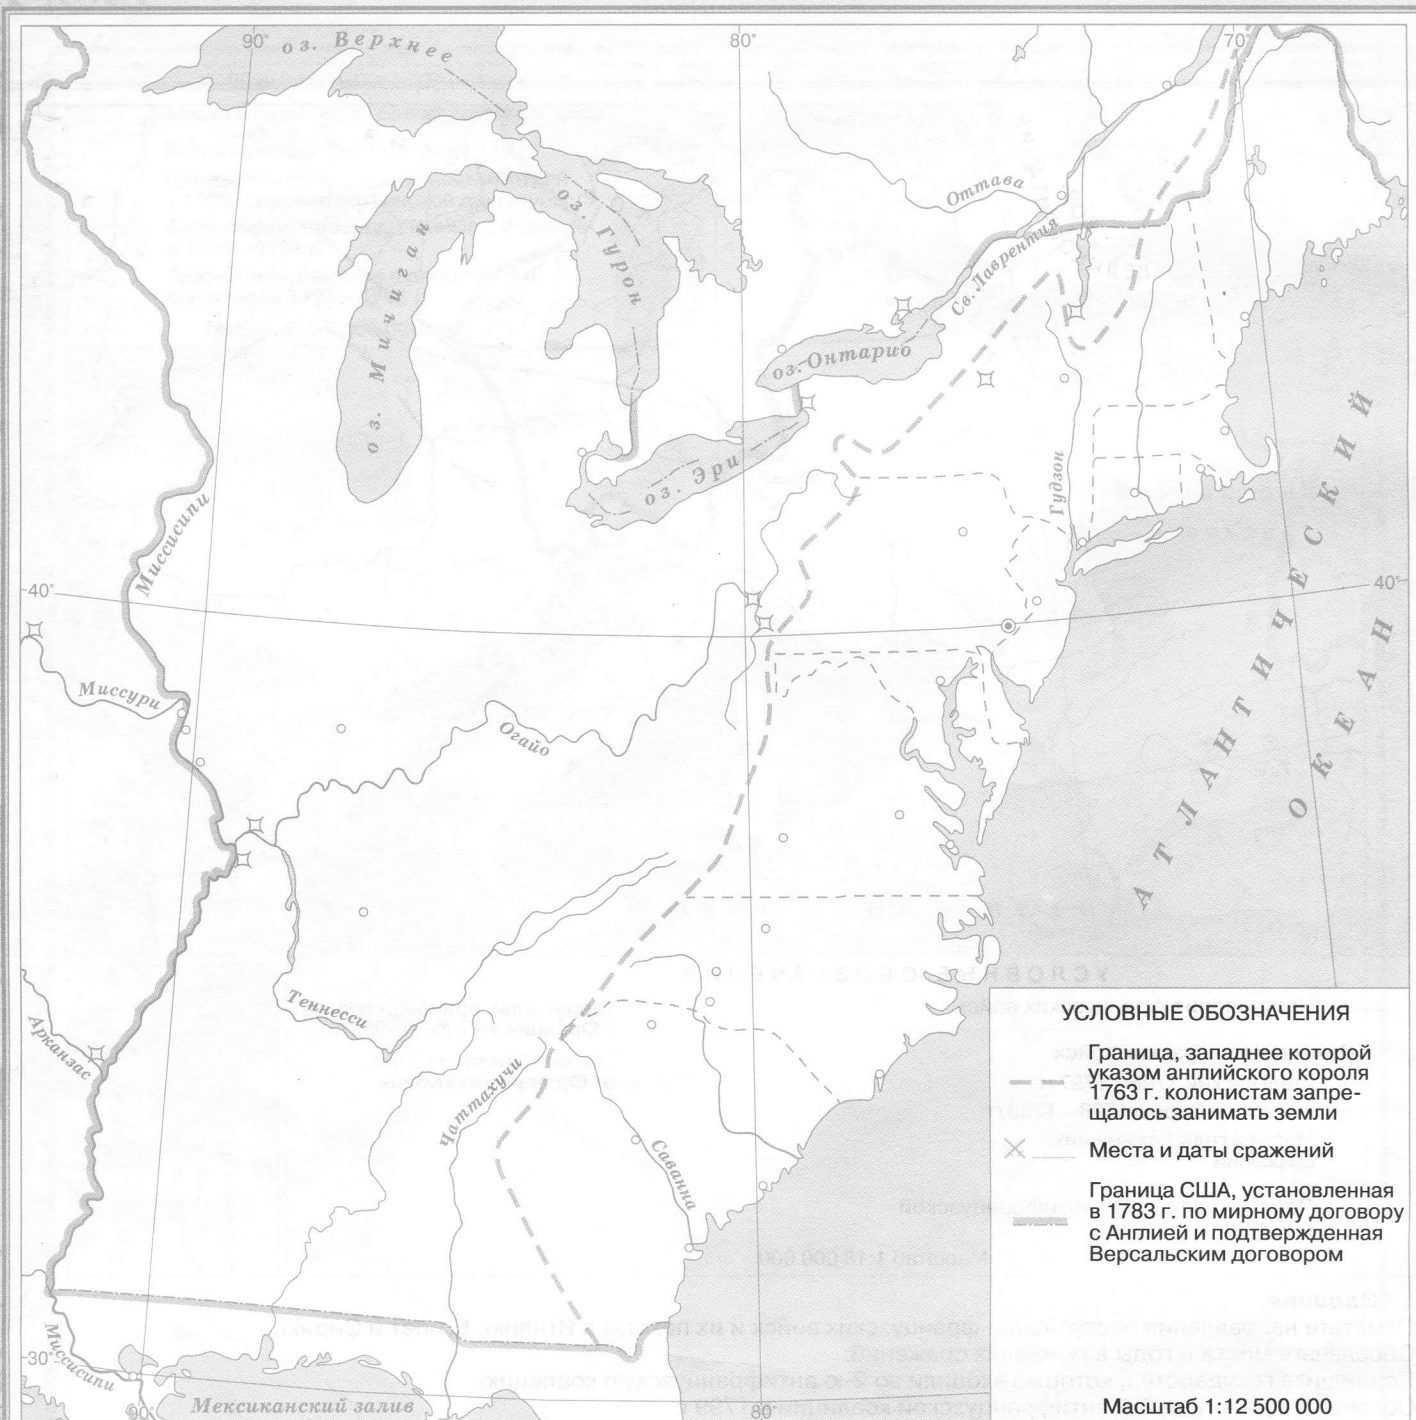 90°
80°
70°
оз. Верхнее
Оттава
оз. Гурон
оз. Мичиган
Св. Лаврентия
оз. Онтарио
оз. Эри
Гудзон
Миссисипи
40°
40°
АТЛАНТИЧЕСКИЙ
ОКЕАН
Миссури
Огайо
Теннесси
Арканзас
Чаттахучи
Саванна
УСЛОВНЫЕ ОБОЗНАЧЕНИЯ
Граница, западнее которой
указом английского короля
1763 г. колонистам запре-
щалось занимать земли
Места и даты сражений
Граница США, установленная
в 1783 г. по мирному договору
с Англией и подтвержденная
Версальским договором
Миссисипи
30°
Мексиканский залив
90°
80°
Масштаб 1:12 500 000